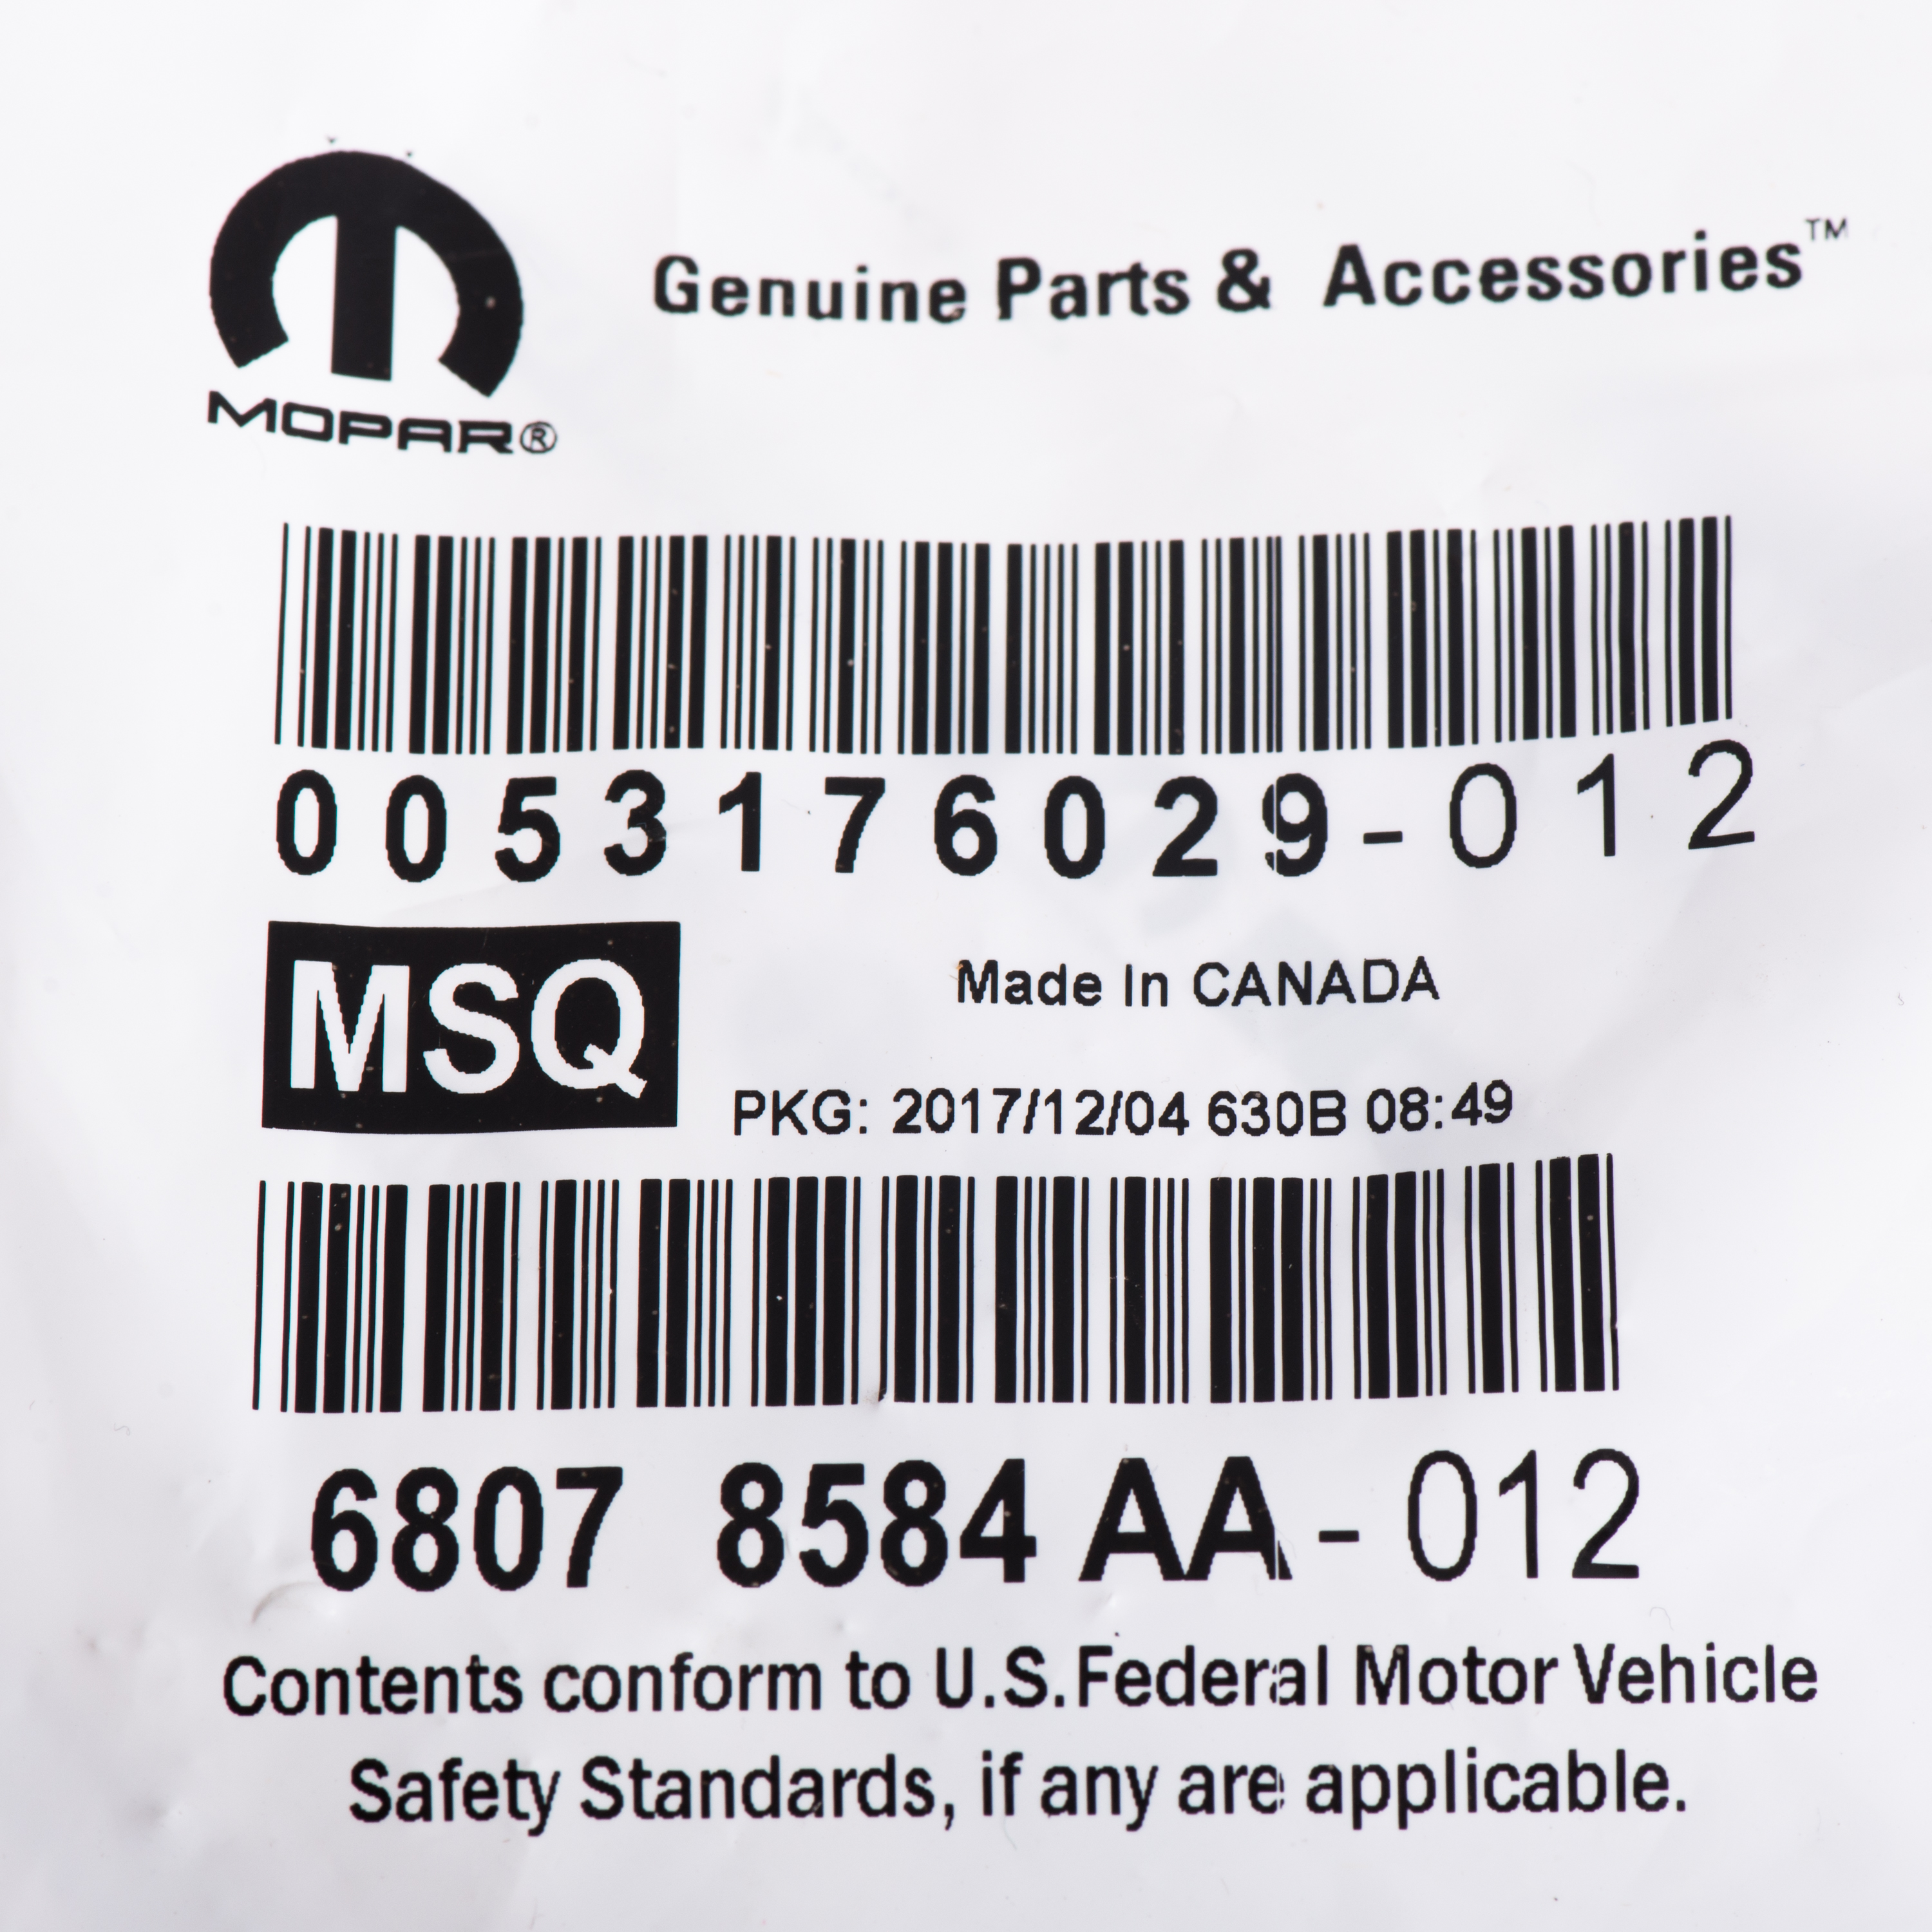 Genuine Parts & Accessories™
MOPAR®
0053176029-012
MSQ
Made In CANADA
PKG: 2017/12/04 630B 08:49
6807 8584 AA - 012
Contents conform to U.S. Federal Motor Vehicle
Safety Standards, if any are applicable.